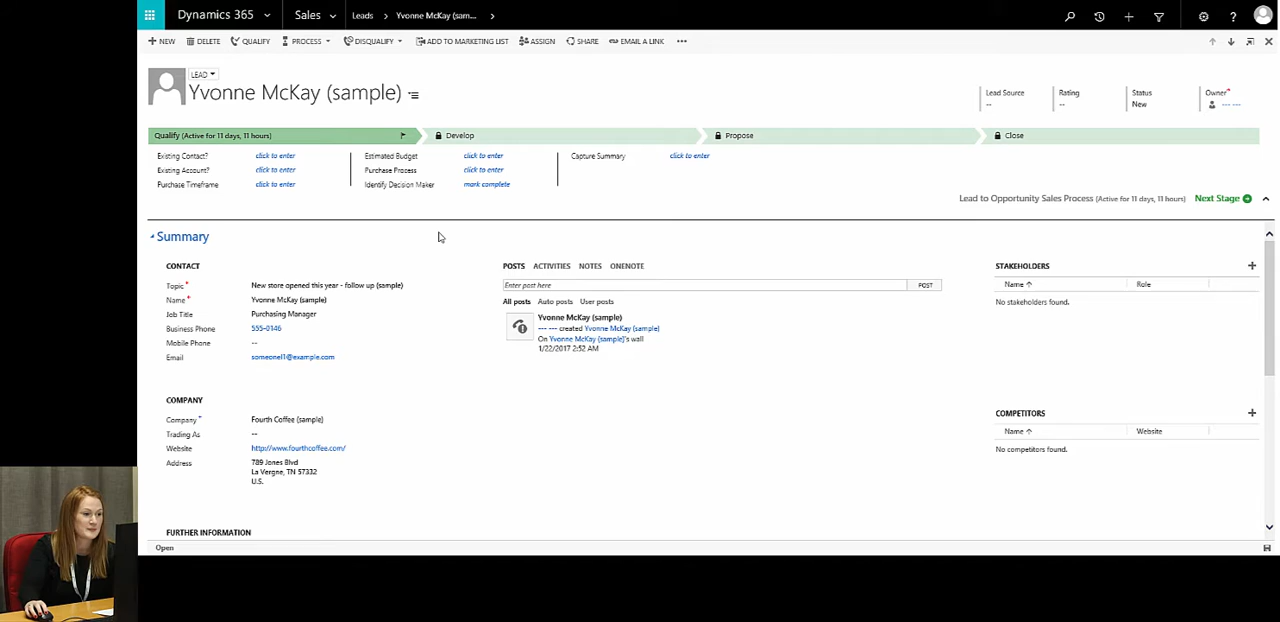 Dynamics 365 Sales Leads Yvonne McKay (sam...
NEW DELETE QUALIFY PROCESS DISQUALIFY ADD TO MARKETING LIST ASSIGN SHARE EMAIL A LINK ...
LEAD
Yvonne McKay (sample)
Lead Source
--
Rating
--
Status
New
Owner*
--- ---
Qualify (Active for 11 days, 11 hours) Develop Propose Close
Existing Contact? click to enter
Existing Account? click to enter
Purchase Timeframe click to enter
Estimated Budget click to enter
Purchase Process click to enter
Identify Decision Maker mark complete
Capture Summary click to enter
Lead to Opportunity Sales Process (Active for 11 days, 11 hours) Next Stage
Summary
CONTACT
Topic* New store opened this year - follow up (sample)
Name* Yvonne McKay (sample)
Job Title Purchasing Manager
Business Phone 555-0146
Mobile Phone --
Email someone11@example.com
COMPANY
Company* Fourth Coffee (sample)
Trading As --
Website http://www.fourthcoffee.com/
Address 789 Jones Blvd
La Vergne, TN 57332
U.S.
FURTHER INFORMATION
POSTS ACTIVITIES NOTES ONENOTE
Enter post here POST
All posts Auto posts User posts
Yvonne McKay (sample)
--- --- created Yvonne McKay (sample)
On Yvonne McKay (sample)'s wall
1/22/2017 2:52 AM
STAKEHOLDERS
Name Role
No stakeholders found.
COMPETITORS
Name Website
No competitors found.
Open